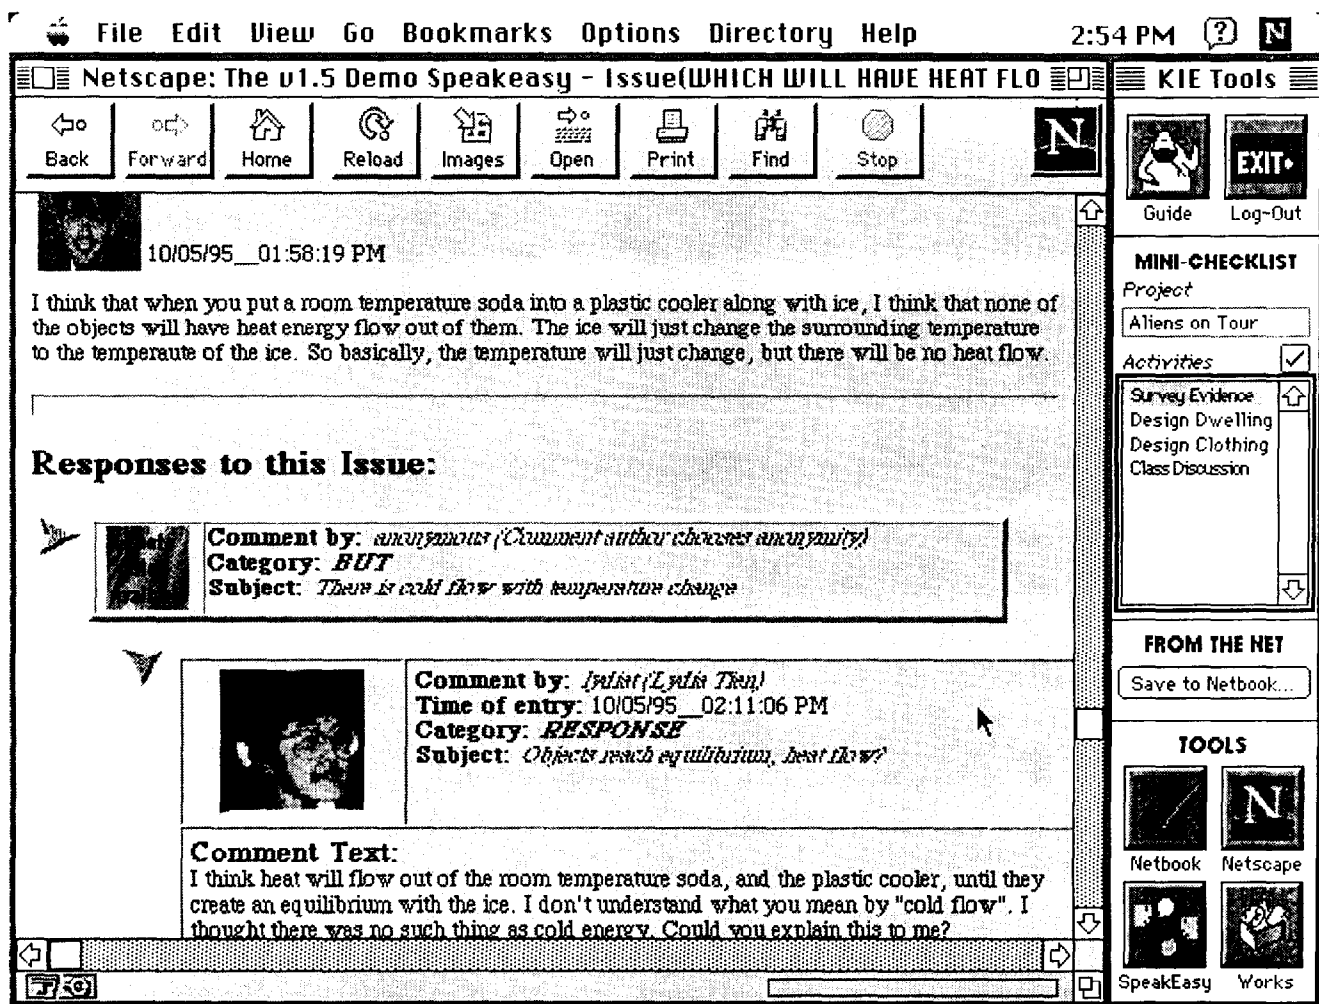 File Edit View Go Bookmarks Options Directory Help 2:54 PM
Netscape: The v1.5 Demo Speakeasy - Issue(WHICH WILL HAVE HEAT FLO
KIE Tools
Back Forward Home Reload Images Open Print Find Stop
N
EXIT
Guide Log-Out
10/05/95__01:58:19 PM
I think that when you put a room temperature soda into a plastic cooler along with ice, I think that none of
the objects will have heat energy flow out of them. The ice will just change the surrounding temperature
to the temperaute of the ice. So basically, the temperature will just change, but there will be no heat flow.
Responses to this Issue:
Comment by: anonymous (Comment author chooses anonymity)
Category: BUT
Subject: There is cold flow with temperature change
Comment by: (Lydia
Time of entry: 10/05/95__02:11:06 PM
Category: RESPONSE
Subject: Objects reach equilibrium, heat flow?
Comment Text:
I think heat will flow out of the room temperature soda, and the plastic cooler, until they
create an equilibrium with the ice. I don't understand what you mean by "cold flow". I
thought there was no such thing as cold energy. Could you explain this to me?
MINI-CHECKLIST
Project
Aliens on Tour
Activities
Survey Evidence
Design Dwelling
Design Clothing
Class Discussion
FROM THE NET
Save to Netbook...
TOOLS
N
Netbook Netscape
SpeakEasy Works